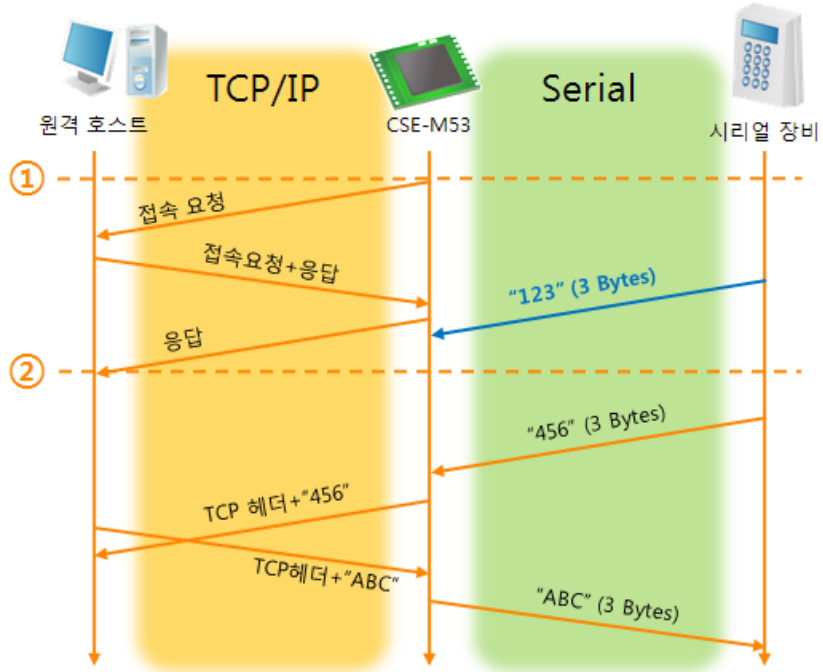 TCP/IP
Serial
원격 호스트
CSE-M53
시리얼 장비
①
접속 요청
접속요청+응답
“123” (3 Bytes)
응답
②
“456” (3 Bytes)
TCP 헤더+“456”
TCP헤더+“ABC”
“ABC” (3 Bytes)